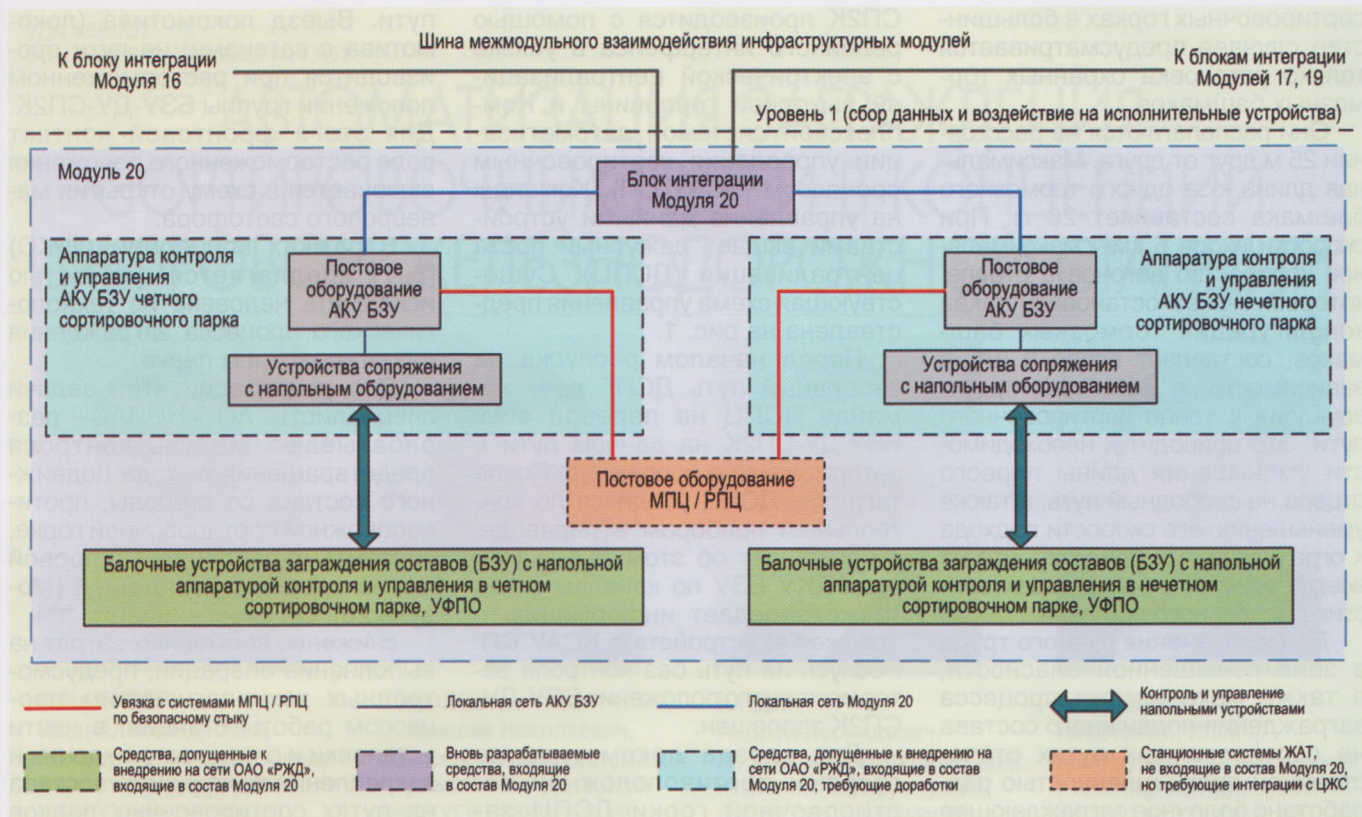 Шина межмодульного взаимодействия инфраструктурных модулей
К блоку интеграции
Модуля 16
К блокам интеграции
Модулей 17, 19
Уровень 1 (сбор данных и воздействие на исполнительные устройства)
Модуль 20
Блок интеграции
Модуля 20
Аппаратура контроля
и управления
АКУ БЗУ четного
сортировочного парка
Постовое
оборудование
АКУ БЗУ
Постовое
оборудование
АКУ БЗУ
Аппаратура контроля
и управления
АКУ БЗУ нечетного
сортировочного парка
Устройства сопряжения
с напольным оборудованием
Устройства сопряжения
с напольным оборудованием
Постовое оборудование
МПЦ / РПЦ
Балочные устройства заграждения составов (БЗУ) с напольной
аппаратурой контроля и управления в четном
сортировочном парке, УФПО
Балочные устройства заграждения составов (БЗУ) с напольной
аппаратурой контроля и управления в нечетном
сортировочном парке, УФПО
Увязка с системами МПЦ / РПЦ
по безопасному стыку
Локальная сеть АКУ БЗУ
Локальная сеть Модуля 20
Контроль и управление
напольными устройствами
Средства, допущенные к
внедрению на сети ОАО «РЖД»,
входящие в состав Модуля 20
Вновь разрабатываемые
средства, входящие
в состав Модуля 20
Средства, допущенные к внедрению на
сети ОАО «РЖД», входящие в состав
Модуля 20, требующие доработки
Станционные системы ЖАТ,
не входящие в состав Модуля 20,
и требующие интеграции с ЦКС